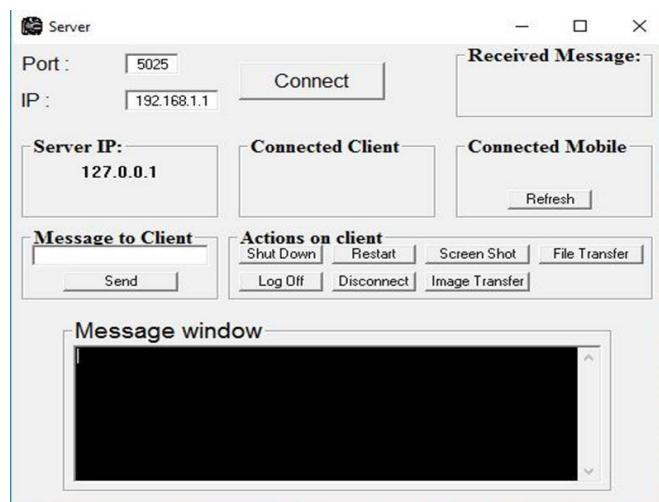 Server
Port : 5025 Connect Received Message:
IP : 192.168.1.1
Server IP: Connected Client Connected Mobile
127.0.0.1
Refresh
Message to Client Actions on client
Shut Down Restart Screen Shot File Transfer
Send Log Off Disconnect Image Transfer
Message window